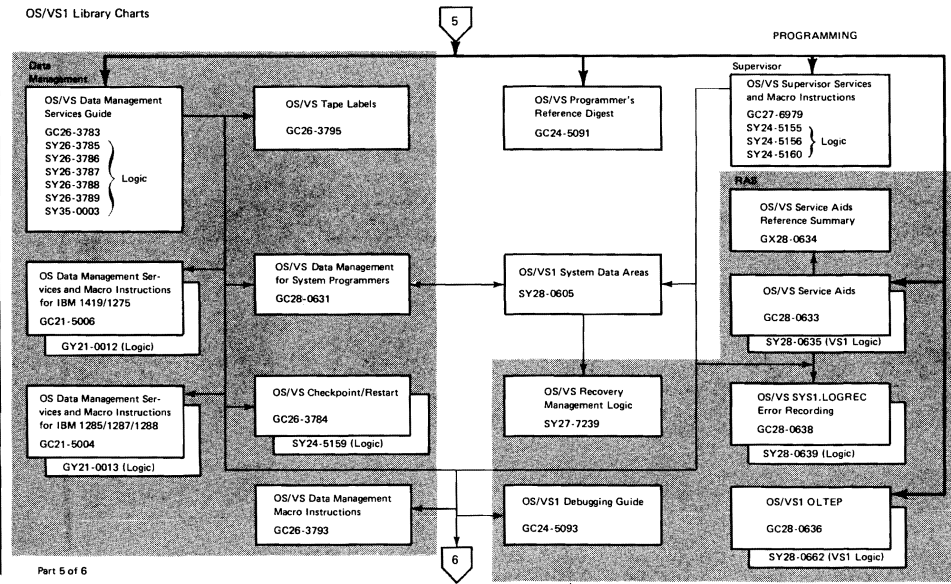 OS/VS1 Library Charts
5
PROGRAMMING
Data
Management
OS/VS Data Management
Services Guide
GC26-3783
SY26-3785
SY26-3786
SY26-3787
SY26-3788
SY26-3789
SY35-0003
Logic
OS/VS Tape Labels
GC26-3795
OS/VS Programmer's
Reference Digest
GC24-5091
Supervisor
OS/VS Supervisor Services
and Macro Instructions
GC27-6979
SY24-5155
SY24-5156
SY24-5160
Logic
RAS
OS/VS Service Aids
Reference Summary
GX28-0634
OS Data Management Ser-
vices and Macro Instructions
for IBM 1419/1275
GC21-5006
GY21-0012 (Logic)
OS/VS Data Management
for System Programmers
GC28-0631
OS/VS1 System Data Areas
SY28-0605
OS/VS Service Aids
GC28-0633
SY28-0635 (VS1 Logic)
OS Data Management Ser-
vices and Macro Instructions
for IBM 1285/1287/1288
GC21-5004
GY21-0013 (Logic)
OS/VS Checkpoint/Restart
GC26-3784
SY24-5159 (Logic)
OS/VS Recovery
Management Logic
SY27-7239
OS/VS SYS1.LOGREC
Error Recording
GC28-0638
SY28-0639 (Logic)
OS/VS Data Management
Macro Instructions
GC26-3793
OS/VS1 Debugging Guide
GC24-5093
OS/VS1 OLTEP
GC28-0636
SY28-0662 (VS1 Logic)
6
Part 5 of 6